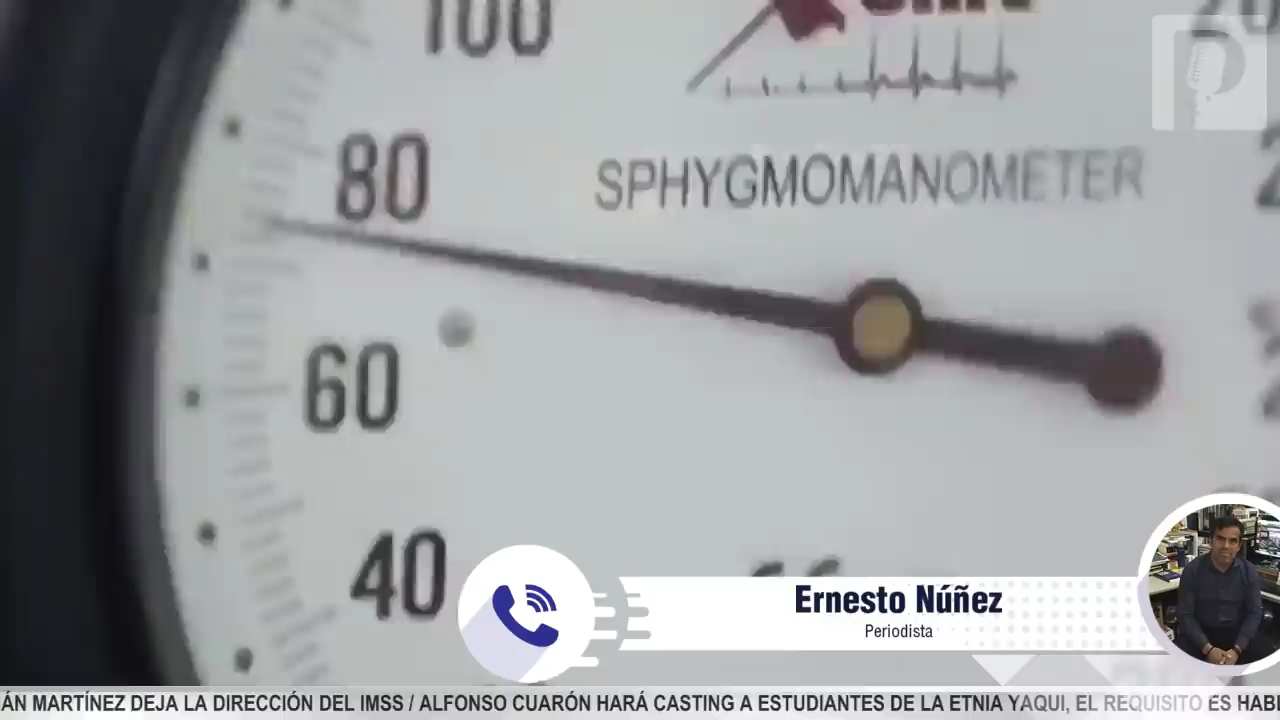 100
80
SPHYGMOMANOMETER
60
40
Ernesto Núñez
Periodista
ÁN MARTÍNEZ DEJA LA DIRECCIÓN DEL IMSS / ALFONSO CUARÓN HARÁ CASTING A ESTUDIANTES DE LA ETNIA YAQUI, EL REQUISITO ES HABL